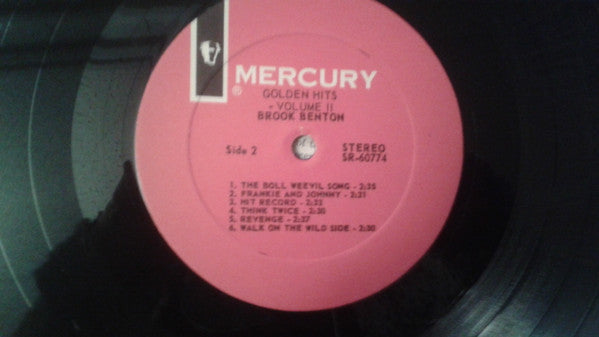 MERCURY
®
GOLDEN HITS
- VOLUME II
BROOK BENTON
Side 2
STEREO
SR-60774
1. THE BOLL WEEVIL SONG - 2:35
2. FRANKIE AND JOHNNY - 2:21
3. HIT RECORD - 2:21
4. THINK TWICE - 2:30
5. REVENGE - 2:37
6. WALK ON THE WILD SIDE - 2:30